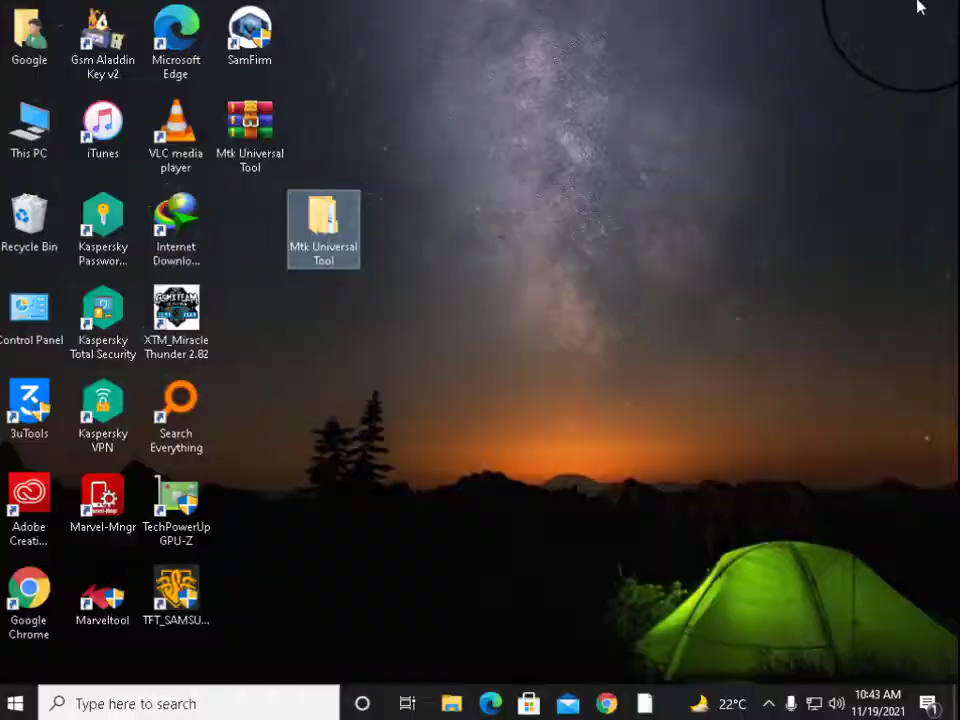 Google
Gsm Aladdin
Key v2
Microsoft
Edge
SamFirm
This PC
iTunes
VLC media
player
Mtk Universal
Tool
Recycle Bin
Kaspersky
Passwor...
Internet
Downlo...
Mtk Universal
Tool
Control Panel
Kaspersky
Total Security
GSMXTEAM
XTM_Miracle
Thunder 2.82
3uTools
Kaspersky
VPN
Search
Everything
Adobe
Creati...
Marvel-Mngr
TechPowerUp
GPU-Z
Google
Chrome
Marveltool
TFT_SAMSU...
Type here to search
22°C
10:43 AM
11/19/2021
1